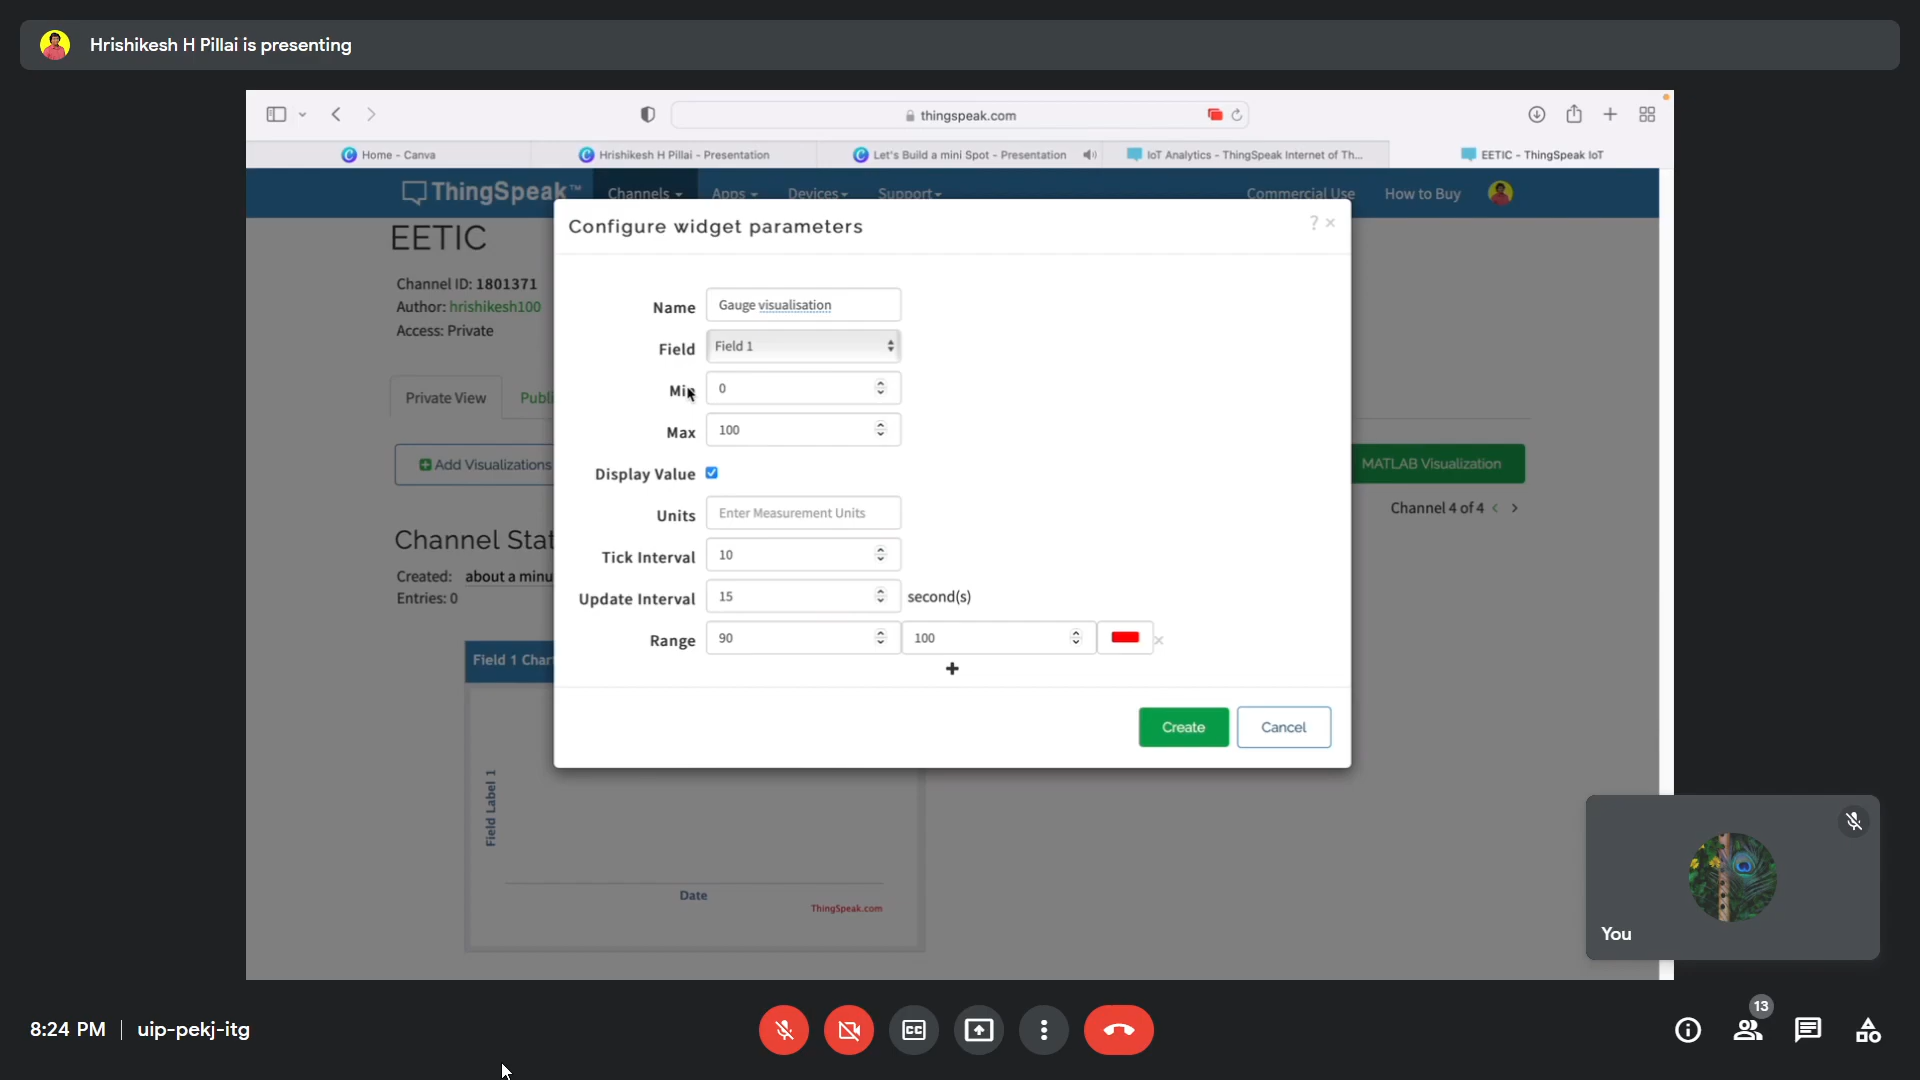 Hrishikesh H Pillai is presenting
thingspeak.com
Home - Canva
Hrishikesh H Pillai - Presentation
Let's Build a mini Spot - Presentation
IoT Analytics - ThingSpeak Internet of Th...
EETIC - ThingSpeak IoT
ThingSpeak™
Channels
Apps
Devices
Support
Commercial Use
How to Buy
EETIC
Channel ID: 1801371
Author: hrishikesh100
Access: Private
Private View
Publi
Add Visualizations
MATLAB Visualization
Channel 4 of 4 < >
Channel Stat
Created: about a minu
Entries: 0
Field 1 Char
Field Label 1
Date
ThingSpeak.com
Configure widget parameters
? ×
Name Gauge visualisation
Field Field 1
Min 0
Max 100
Display Value
Units Enter Measurement Units
Tick Interval 10
Update Interval 15 second(s)
Range 90 100
Create
Cancel
You
8:24 PM | uip-pekj-itg
CC
13